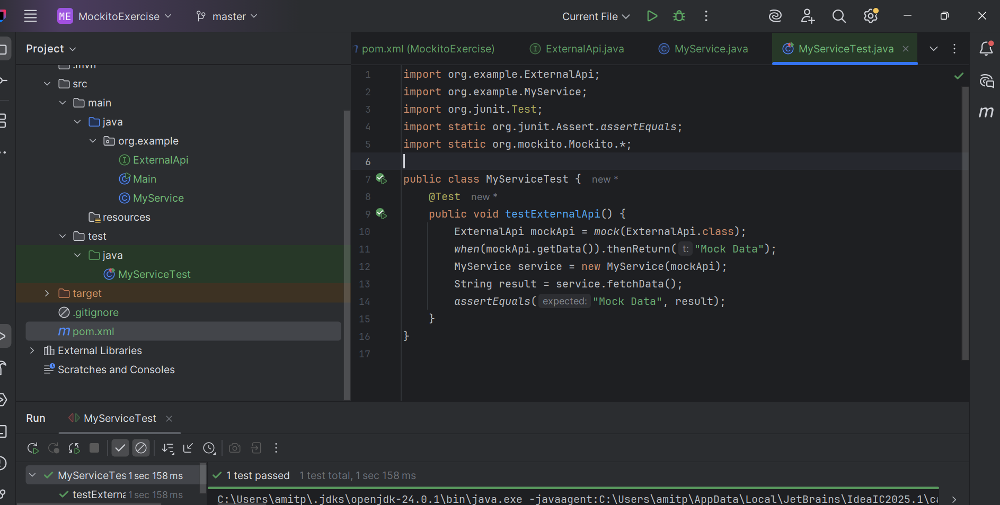 ME MockitoExercise master Current File
Project
pom.xml (MockitoExercise) ExternalApi.java MyService.java MyServiceTest.java
.mvn
src
main
java
org.example
ExternalApi
Main
MyService
resources
test
java
MyServiceTest
target
.gitignore
pom.xml
External Libraries
Scratches and Consoles
1 import org.example.ExternalApi;
2 import org.example.MyService;
3 import org.junit.Test;
4 import static org.junit.Assert.assertEquals;
5 import static org.mockito.Mockito.*;
6
7 public class MyServiceTest { new *
8 @Test new *
9 public void testExternalApi() {
10 ExternalApi mockApi = mock(ExternalApi.class);
11 when(mockApi.getData()).thenReturn( t: "Mock Data");
12 MyService service = new MyService(mockApi);
13 String result = service.fetchData();
14 assertEquals( expected: "Mock Data", result);
15 }
16 }
17
Run MyServiceTest
MyServiceTes 1 sec 158 ms
testExterna 1 sec 158 ms
1 test passed 1 test total, 1 sec 158 ms
C:\Users\amitp\.jdks\openjdk-24.0.1\bin\java.exe -javaagent:C:\Users\amitp\AppData\Local\JetBrains\IdeaIC2025.1\ca